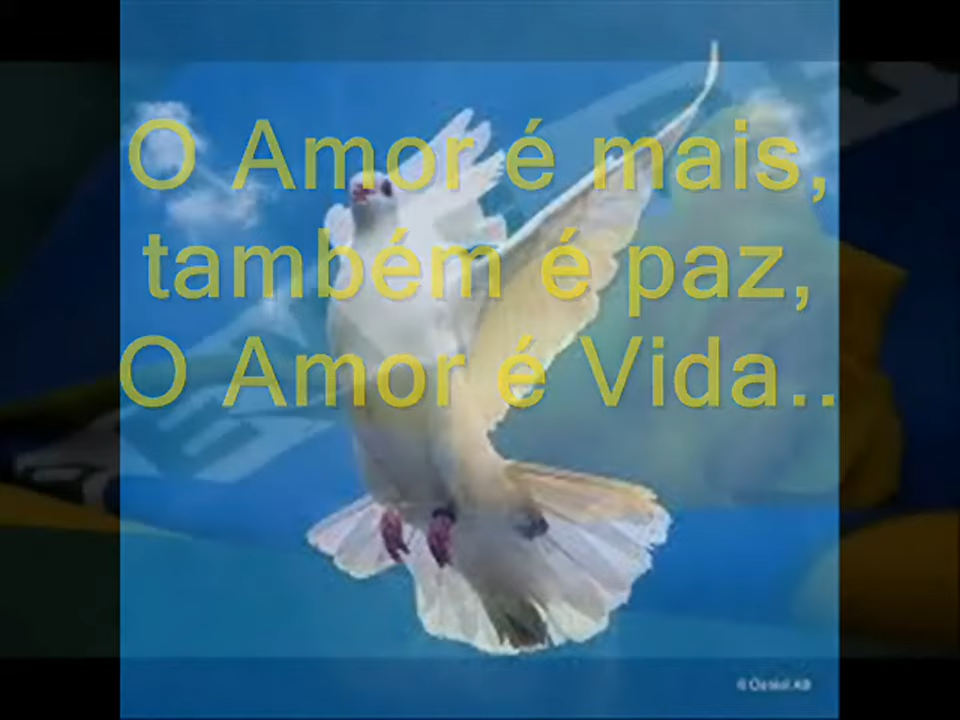 O Amor é mais,
também é paz,
O Amor é Vida..